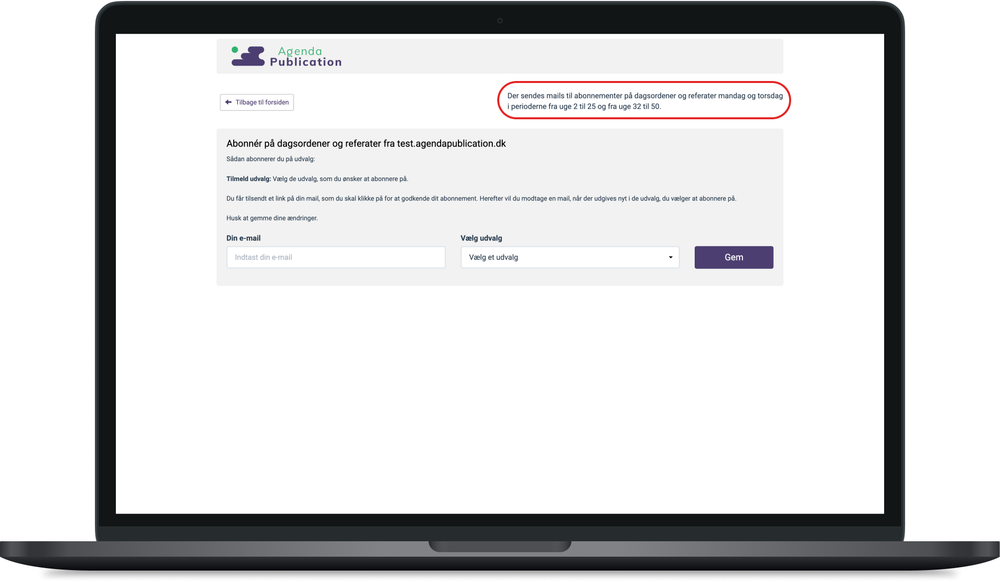 Agenda
Publication
Tilbage til forsiden
Der sendes mails til abonnementer på dagsordener og referater mandag og torsdag
i perioderne fra uge 2 til 25 og fra uge 32 til 50.
Abonnér på dagsordener og referater fra test.agendapublication.dk
Sådan abonnerer du på udvalg:
Tilmeld udvalg: Vælg de udvalg, som du ønsker at abonnere på.
Du får tilsendt et link på din mail, som du skal klikke på for at godkende dit abonnement. Herefter vil du modtage en mail, når der udgives nyt i de udvalg, du vælger at abonnere på.
Husk at gemme dine ændringer.
Din e-mail
Vælg udvalg
Indtast din e-mail
Vælg et udvalg
Gem